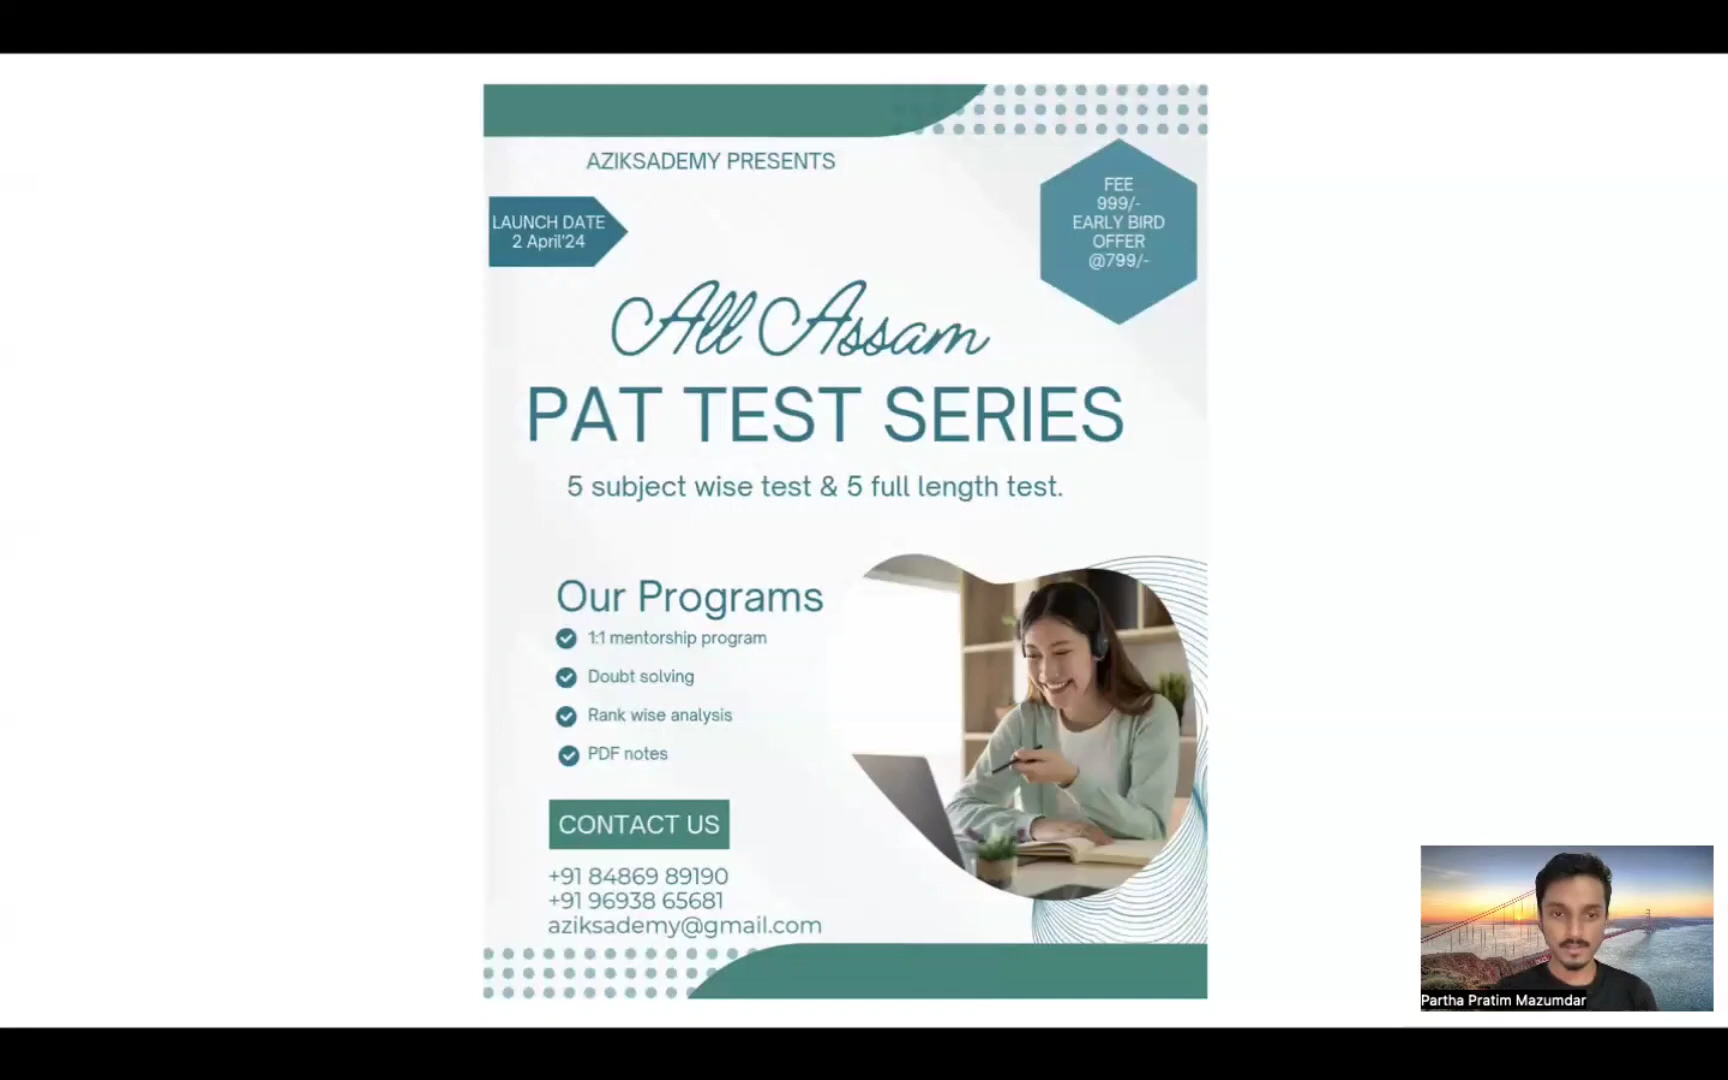 AZIKSADEMY PRESENTS
LAUNCH DATE
2 April'24
FEE
999/-
EARLY BIRD
OFFER
@799/-
All Assam
PAT TEST SERIES
5 subject wise test & 5 full length test.
Our Programs
1:1 mentorship program
Doubt solving
Rank wise analysis
PDF notes
CONTACT US
+91 84869 89190
+91 96938 65681
aziksademy@gmail.com
Partha Pratim Mazumdar